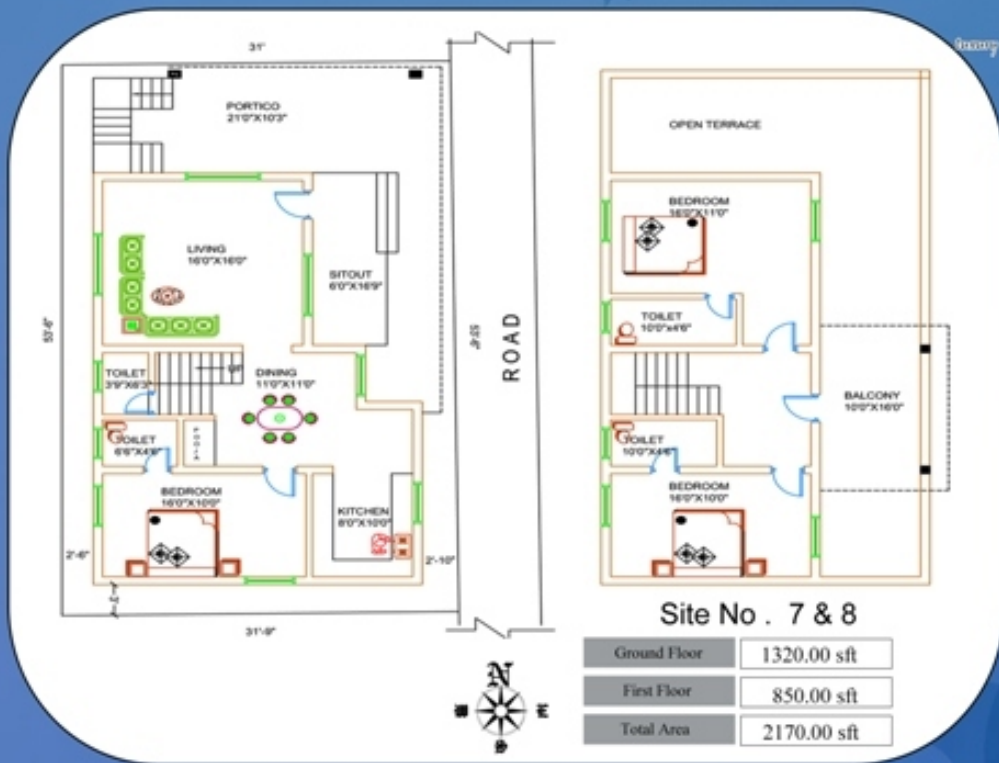 luxury
31'
PORTICO
21'0"X10'3"
OPEN TERRACE
BEDROOM
16'0"X11'0"
LIVING
16'0"X16'0"
SITOUT
6'0"X16'9"
53'-6"
53'-6"
ROAD
TOILET
10'0"x4'6"
TOILET
3'9"X6'3"
UP
DINING
11'0"X11'0"
BALCONY
10'0"X16'0"
TOILET
6'6"X4'6"
POOJA
TOILET
10'0"X4'6"
BEDROOM
16'0"X10'0"
KITCHEN
8'0"X10'0"
BEDROOM
16'0"X10'0"
2'-6"
2'-10"
31'-9"
Site No . 7 & 8
Ground Floor 1320.00 sft
First Floor 850.00 sft
Total Area 2170.00 sft
N
E
S